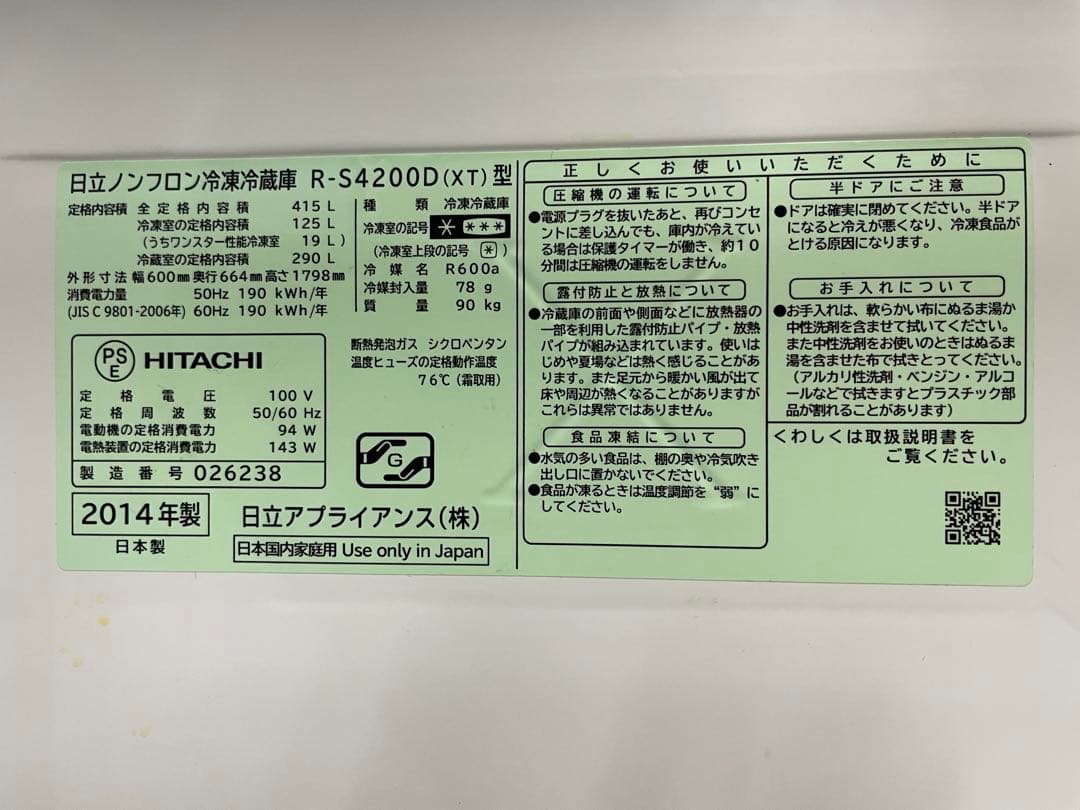 日立ノンフロン冷凍冷蔵庫 R-S4200D(XT)型
定格内容積 全定格内容積 415 L
冷凍室の定格内容積 125 L
(うちワンスター性能冷凍室 19 L)
冷蔵室の定格内容積 290 L
外形寸法 幅600mm奥行664mm高さ1798mm
消費電力量 50Hz 190 kWh/年
(JIS C 9801-2006年) 60Hz 190 kWh/年
種類 冷凍冷蔵庫
冷凍室の記号 * ***
(冷凍室上段の記号 *)
冷媒名 R600a
冷媒封入量 78 g
質量 90 kg
PS E HITACHI
定格電圧 100 V
定格周波数 50/60 Hz
電動機の定格消費電力 94 W
電熱装置の定格消費電力 143 W
製造番号 026238
断熱発泡ガス シクロペンタン
温度ヒューズの定格動作温度
76℃(霜取用)
G
2014年製
日本製
日立アプライアンス(株)
日本国内家庭用 Use only in Japan
正しくお使いいただくために
圧縮機の運転について
●電源プラグを抜いたあと、再びコンセ
ントに差し込んでも、庫内が冷えてい
る場合は保護タイマーが働き、約10
分間は圧縮機の運転をしません。
露付防止と放熱について
●冷蔵庫の前面や側面などに放熱器の
一部を利用した露付防止パイプ・放熱
パイプが組み込まれています。使いは
じめや夏場などは熱く感じることがあ
ります。また足元から暖かい風が出て
床や周辺が熱くなることがありますが
これらは異常ではありません。
食品凍結について
●水気の多い食品は、棚の奥や冷気吹き
出し口に置かないでください。
●食品が凍るときは温度調節を“弱”に
してください。
半ドアにご注意
●ドアは確実に閉めてください。半ドア
になると冷えが悪くなり、冷凍食品が
とける原因になります。
お手入れについて
●お手入れは、軟らかい布にぬるま湯か
中性洗剤を含ませて拭いてください。
また中性洗剤をお使いのときはぬるま
湯を含ませた布で拭きとってください。
(アルカリ性洗剤・ベンジン・アルコ
ールなどで拭きますとプラスチック部
品が割れることがあります)
くわしくは取扱説明書を
ご覧ください。